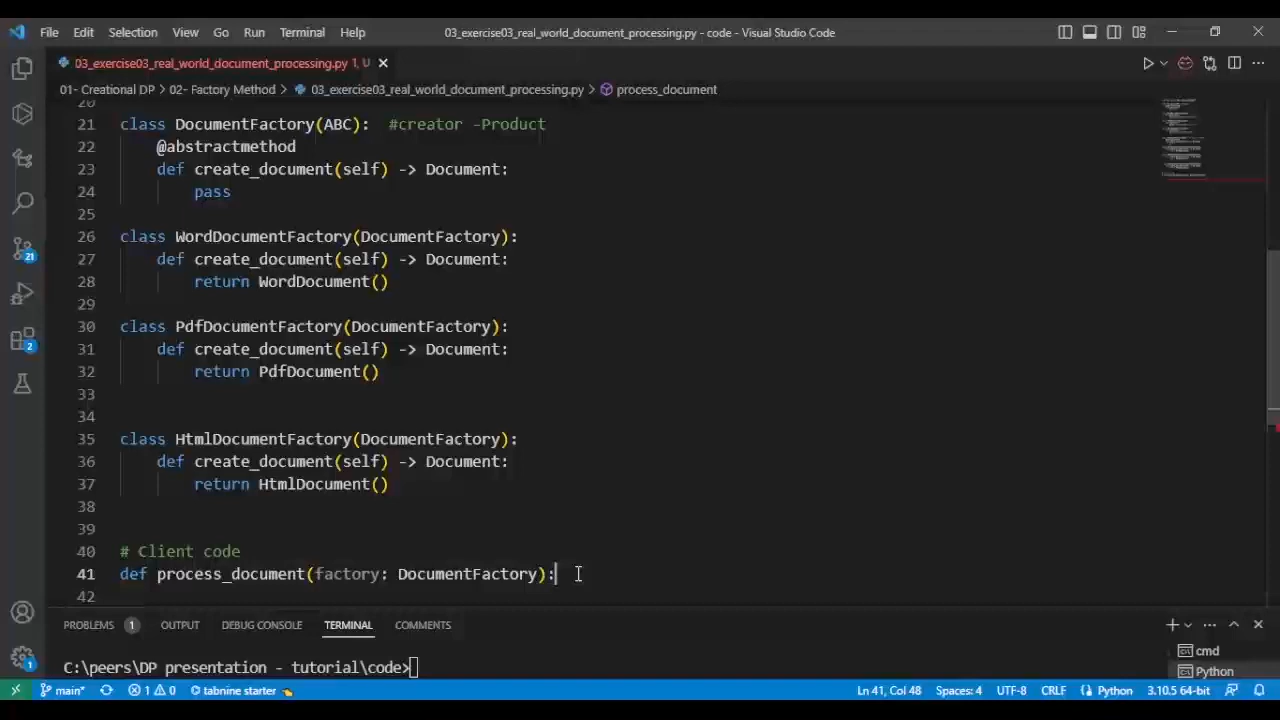 File Edit Selection View Go Run Terminal Help 03_exercise03_real_world_document_processing.py - code - Visual Studio Code
03_exercise03_real_world_document_processing.py 1, U
01- Creational DP > 02- Factory Method > 03_exercise03_real_world_document_processing.py > process_document
20
21 class DocumentFactory(ABC): #creator -Product
22 @abstractmethod
23 def create_document(self) -> Document:
24 pass
25
26 class WordDocumentFactory(DocumentFactory):
27 def create_document(self) -> Document:
28 return WordDocument()
29
30 class PdfDocumentFactory(DocumentFactory):
31 def create_document(self) -> Document:
32 return PdfDocument()
33
34
35 class HtmlDocumentFactory(DocumentFactory):
36 def create_document(self) -> Document:
37 return HtmlDocument()
38
39
40 # Client code
41 def process_document(factory: DocumentFactory):
42
21
2
1
PROBLEMS 1 OUTPUT DEBUG CONSOLE TERMINAL COMMENTS
cmd
C:\peers\DP presentation - tutorial\code>
Python
main* 1 0 tabnine starter Ln 41, Col 48 Spaces: 4 UTF-8 CRLF Python 3.10.5 64-bit